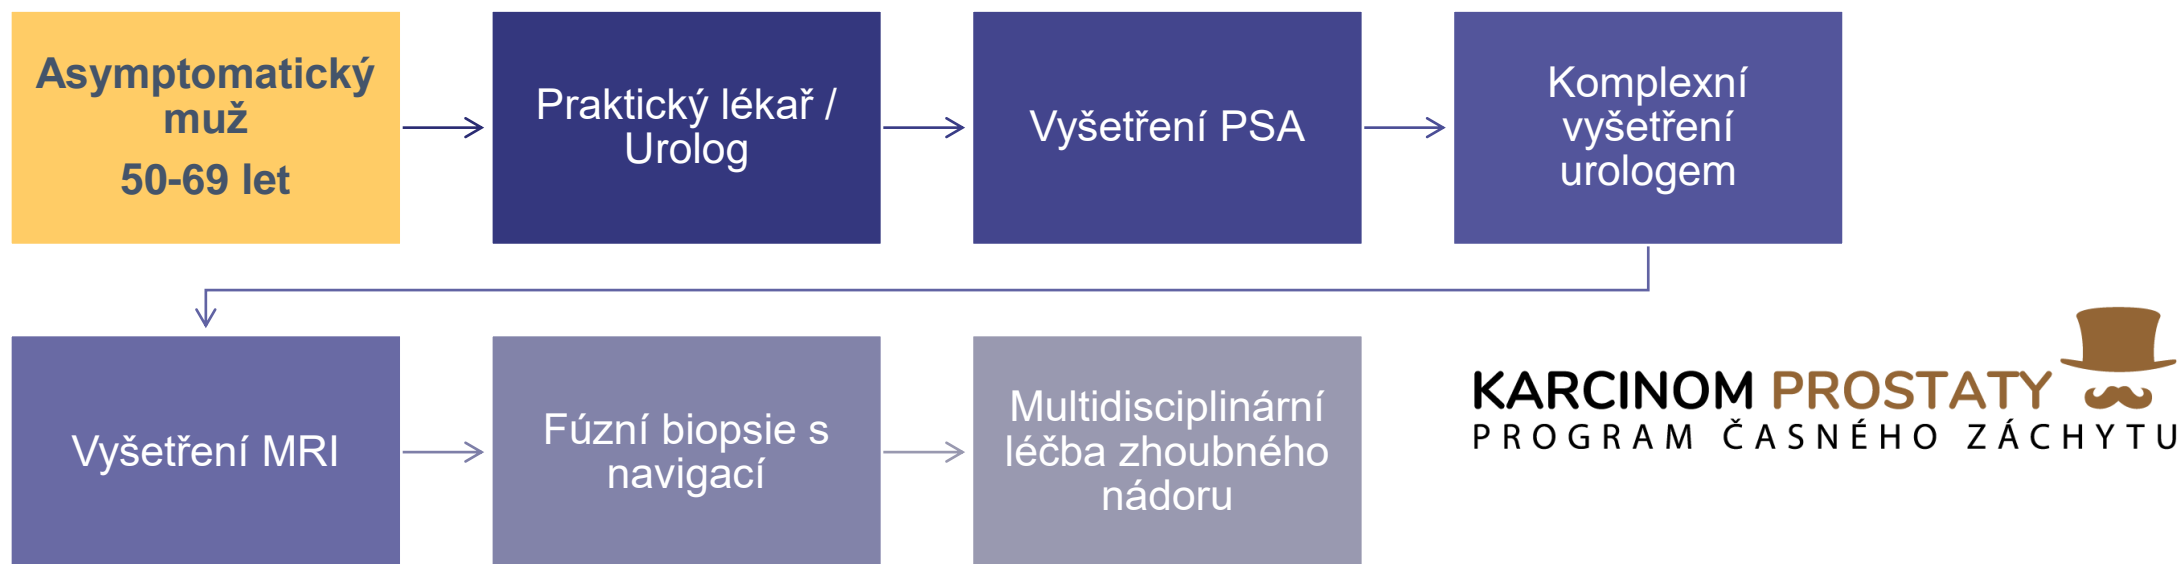 Asymptomatický
muž
50-69 let
Praktický lékař /
Urolog
Vyšetření PSA
Komplexní
vyšetření
urologem
Vyšetření MRI
Fúzní biopsie s
navigací
Multidisciplinární
léčba zhoubného
nádoru
KARCINOM PROSTATY
PROGRAM ČASNÉHO ZÁCHYTU